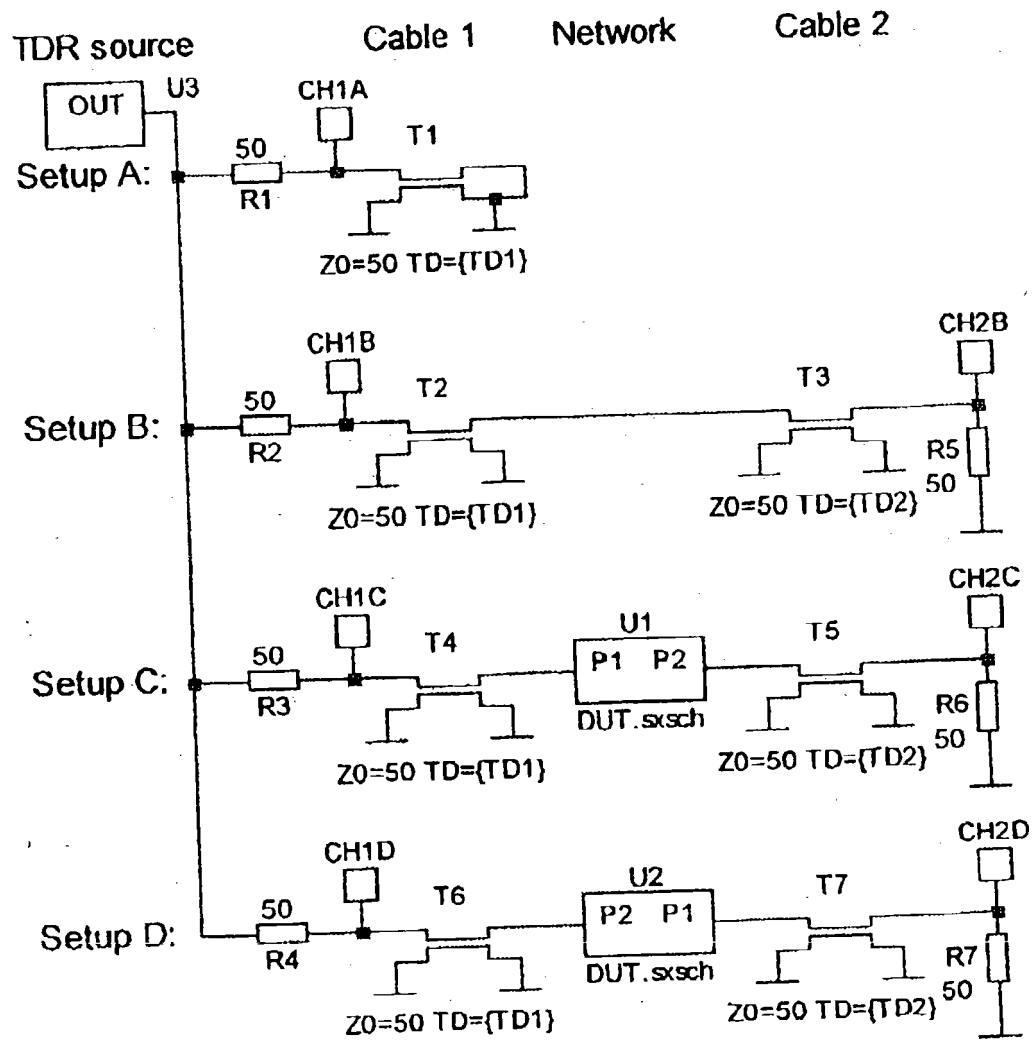 Cable 1 Network Cable 2
TDR source
OUT U3
CH1A
T1
50
Setup A:
R1
Z0=50 TD={TD1}
CH1B
CH2B
T2
T3
50
Setup B:
R2
R5
50
Z0=50 TD={TD1}
Z0=50 TD={TD2}
CH1C
CH2C
T4
U1
T5
50
P1 P2
Setup C:
R3
DUT.sxsch
R6
50
Z0=50 TD={TD1}
Z0=50 TD={TD2}
CH1D
CH2D
T6
U2
T7
50
P2 P1
Setup D:
R4
DUT.sxsch
R7
50
Z0=50 TD={TD1}
Z0=50 TD={TD2}